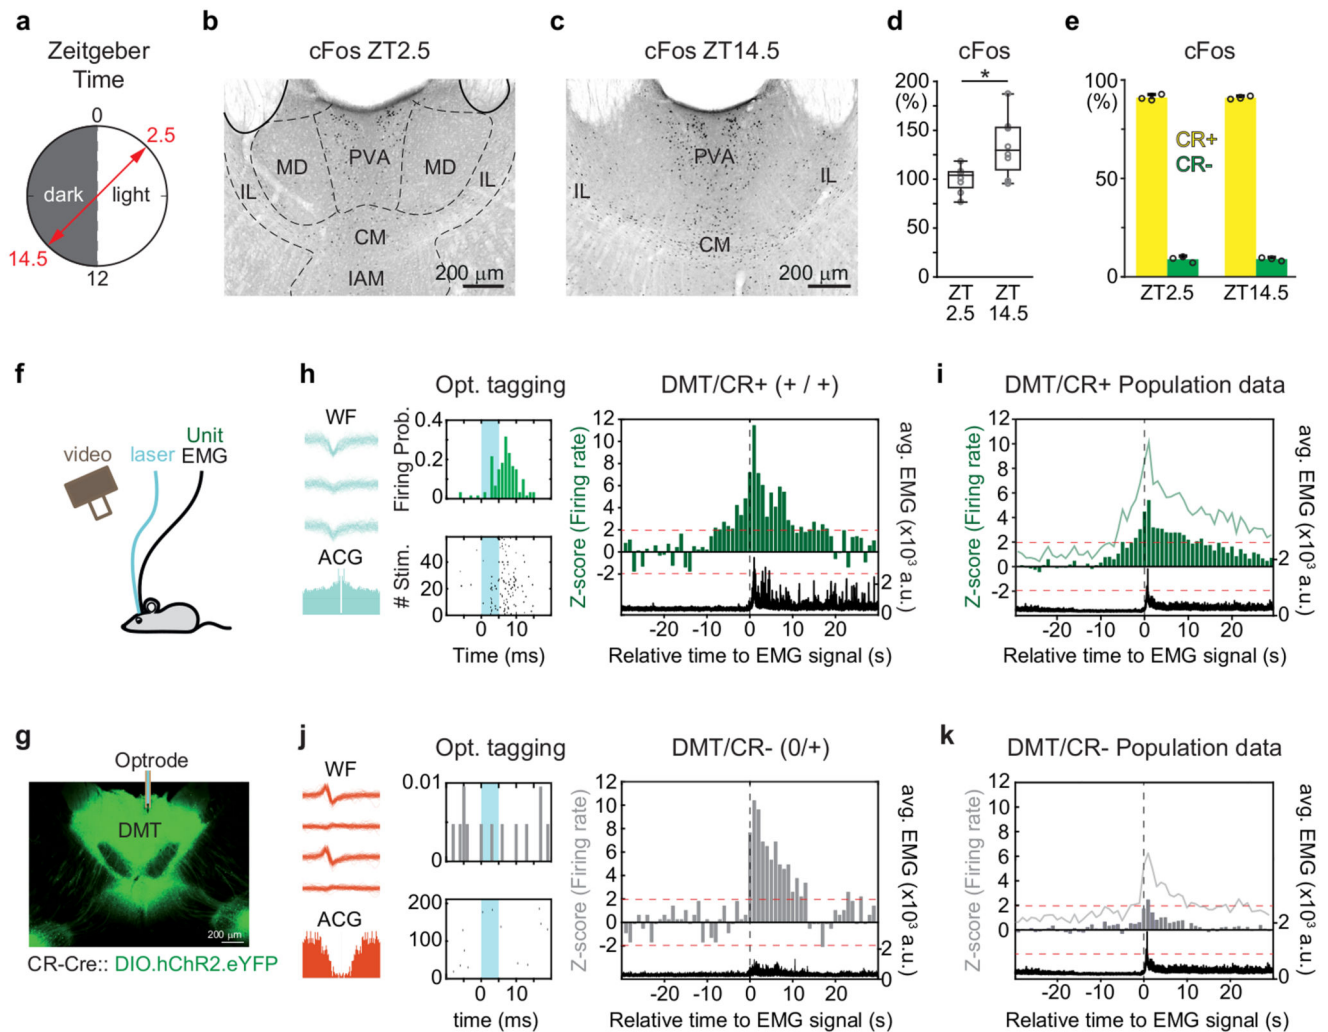 a
Zeitgeber
Time
0
2.5
dark
light
14.5
12
b
cFos ZT2.5
MD
PVA
MD
IL
IL
CM
IAM
200 μm
c
cFos ZT14.5
PVA
IL
IL
CM
200 μm
d
cFos
200
(%)
*
150
100
50
0
ZT
2.5
ZT
14.5
e
cFos
100
(%)
CR+
CR-
50
0
ZT2.5
ZT14.5
f
video
laser
Unit
EMG
g
Optrode
DMT
200 μm
CR-Cre:: DIO.hChR2.eYFP
h
WF
ACG
Opt. tagging
Firing Prob.
0.4
0.2
0
# Stim.
40
20
0
0
10
Time (ms)
DMT/CR+ (+ / +)
Z-score (Firing rate)
12
10
8
6
4
2
0
-2
avg. EMG (x10³ a.u.)
2
0
-20 -10 0 10 20
Relative time to EMG signal (s)
i
DMT/CR+ Population data
Z-score (Firing rate)
12
10
8
6
4
2
0
-2
avg. EMG (x10³ a.u.)
2
0
-20 -10 0 10 20
Relative time to EMG signal (s)
j
WF
ACG
Opt. tagging
0.01
0
200
100
0
0
10
time (ms)
DMT/CR- (0/+)
Z-score (Firing rate)
12
10
8
6
4
2
0
-2
avg. EMG (x10³ a.u.)
2
0
-20 -10 0 10 20
Relative time to EMG signal (s)
k
DMT/CR- Population data
Z-score (Firing rate)
12
10
8
6
4
2
0
-2
avg. EMG (x10³ a.u.)
2
0
-20 -10 0 10 20
Relative time to EMG signal (s)